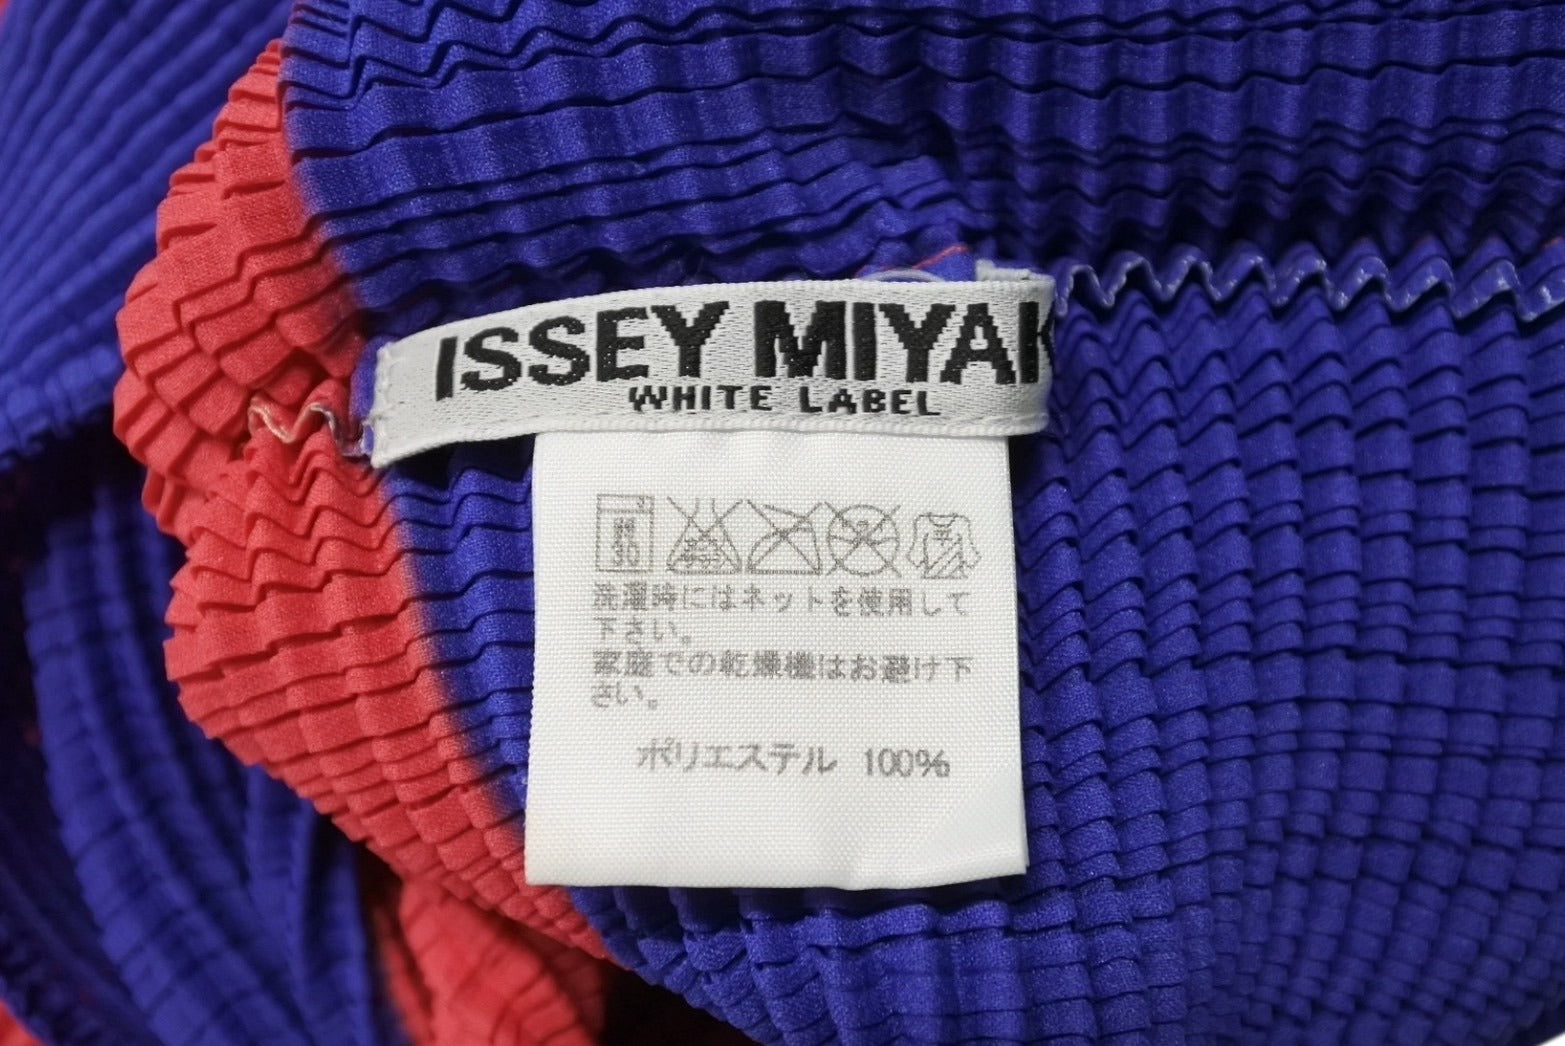 ISSEY MIYAK
WHITE LABEL
30
洗濯時にはネットを使用して
下さい。
家庭での乾燥機はお避け下
さい。
ポリエステル 100%